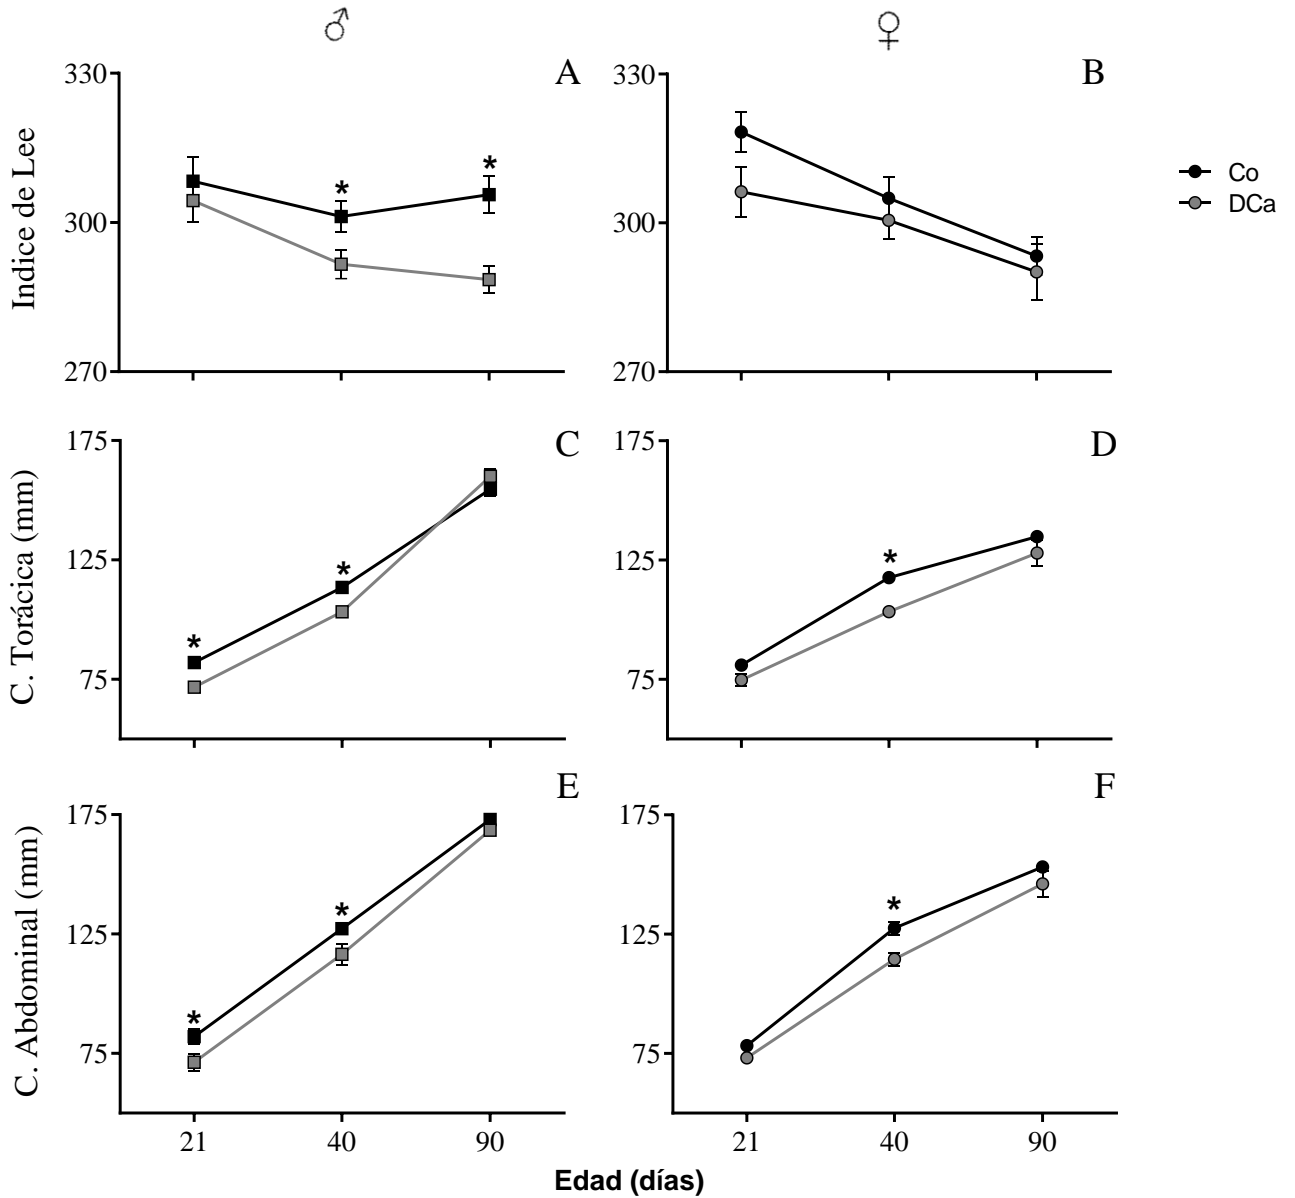 ♂ ♀
A B
Indice de Lee
330
300
270
* *
330
300
270
Co
DCa
C D
C. Torácica (mm)
175
125
75
* *
175
125
75
*
E F
C. Abdominal (mm)
175
125
75
* *
175
125
75
*
21 40 90
21 40 90
Edad (días)